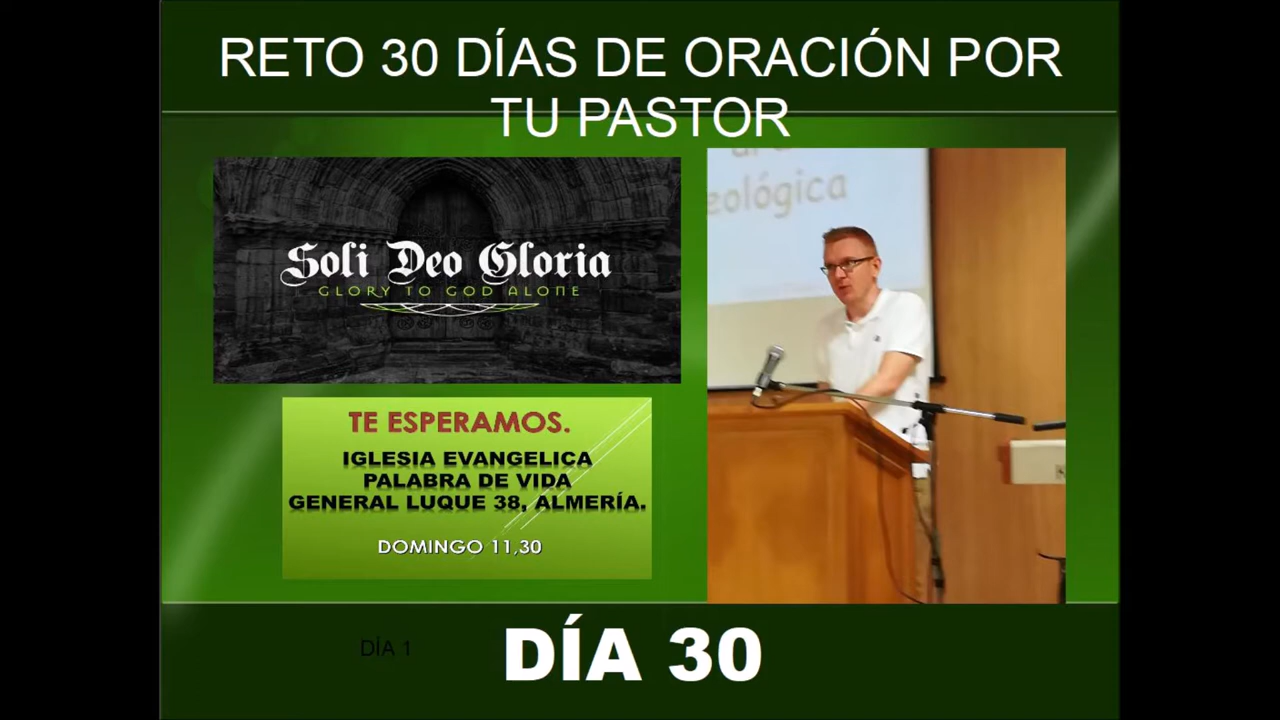 RETO 30 DÍAS DE ORACIÓN POR
TU PASTOR
Soli Deo Gloria
GLORY TO GOD ALONE
eológica
TE ESPERAMOS.
IGLESIA EVANGELICA
PALABRA DE VIDA
GENERAL LUQUE 38, ALMERÍA.
DOMINGO 11,30
DÍA 1
DÍA 30